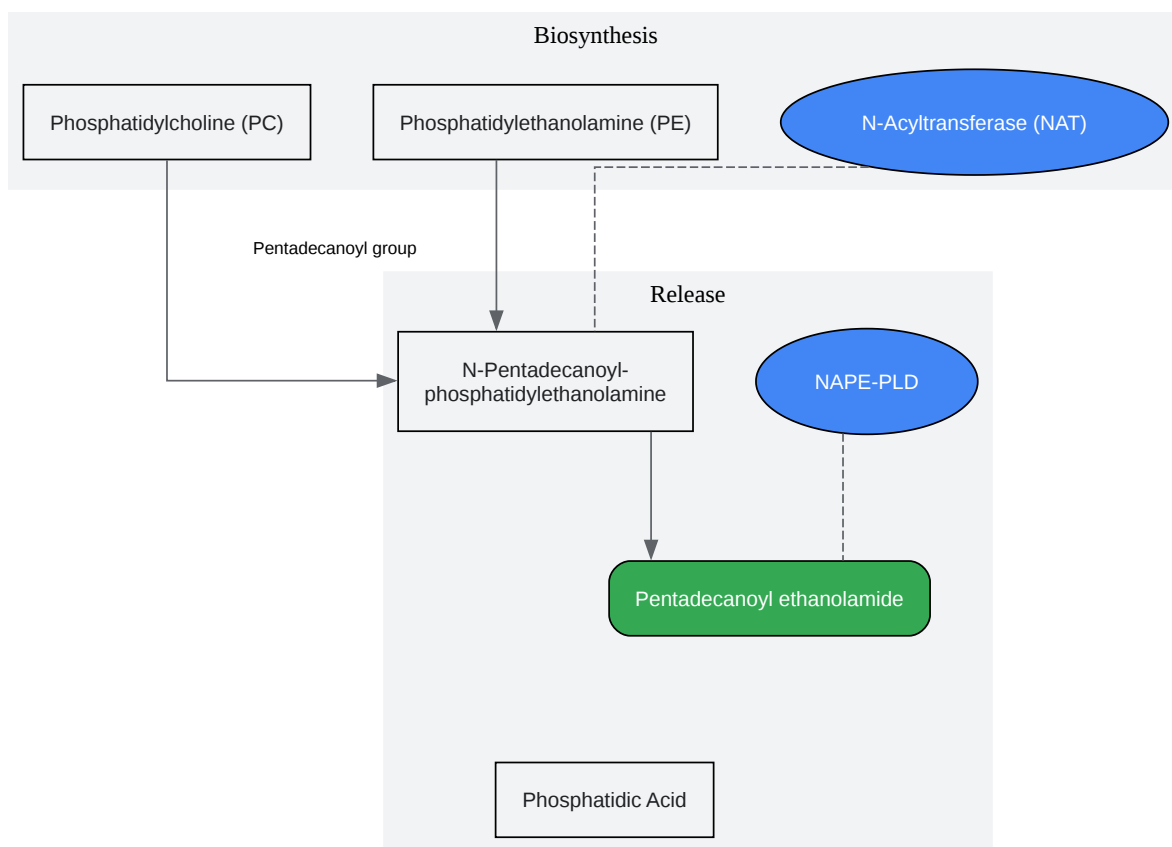 Biosynthesis
Phosphatidylcholine (PC)
Phosphatidylethanolamine (PE)
N-Acyltransferase (NAT)
Pentadecanoyl group
Release
N-Pentadecanoyl-
phosphatidylethanolamine
NAPE-PLD
Pentadecanoyl ethanolamide
Phosphatidic Acid